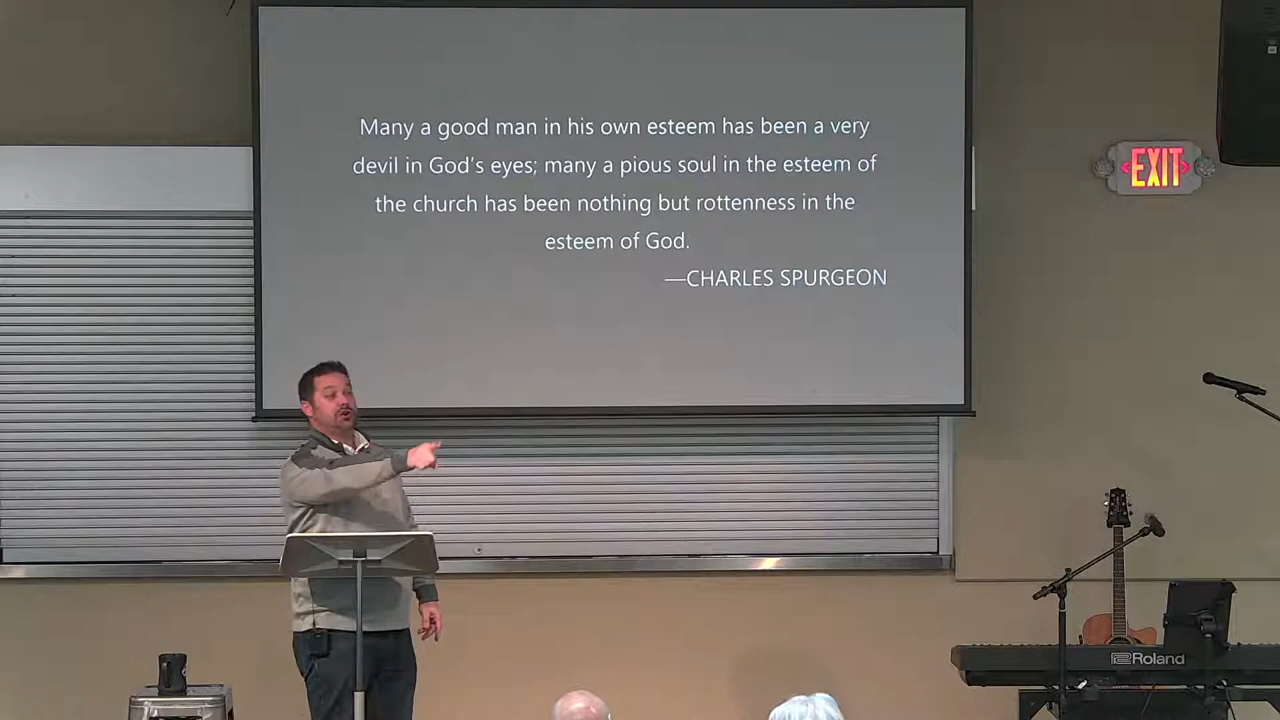 Many a good man in his own esteem has been a very
devil in God's eyes; many a pious soul in the esteem of
the church has been nothing but rottenness in the
esteem of God.
—CHARLES SPURGEON
EXIT
Roland